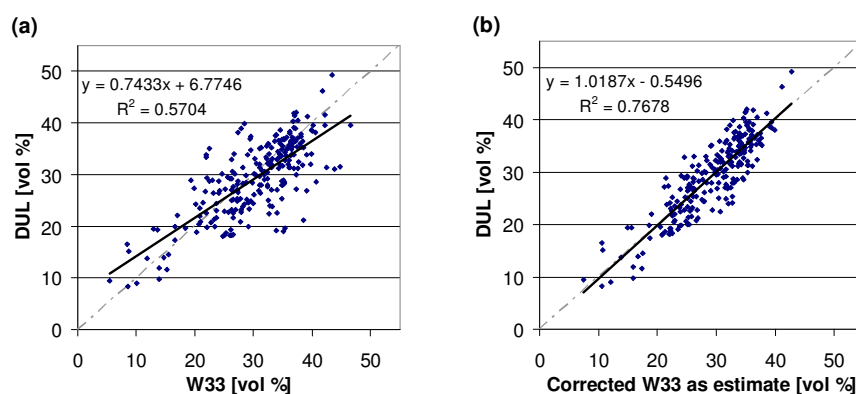 (a)
y = 0.7433x + 6.7746
R² = 0.5704
DUL [vol %]
50
40
30
20
10
0
0 10 20 30 40 50
W33 [vol %]
(b)
y = 1.0187x - 0.5496
R² = 0.7678
DUL [vol %]
50
40
30
20
10
0
0 10 20 30 40 50
Corrected W33 as estimate [vol %]